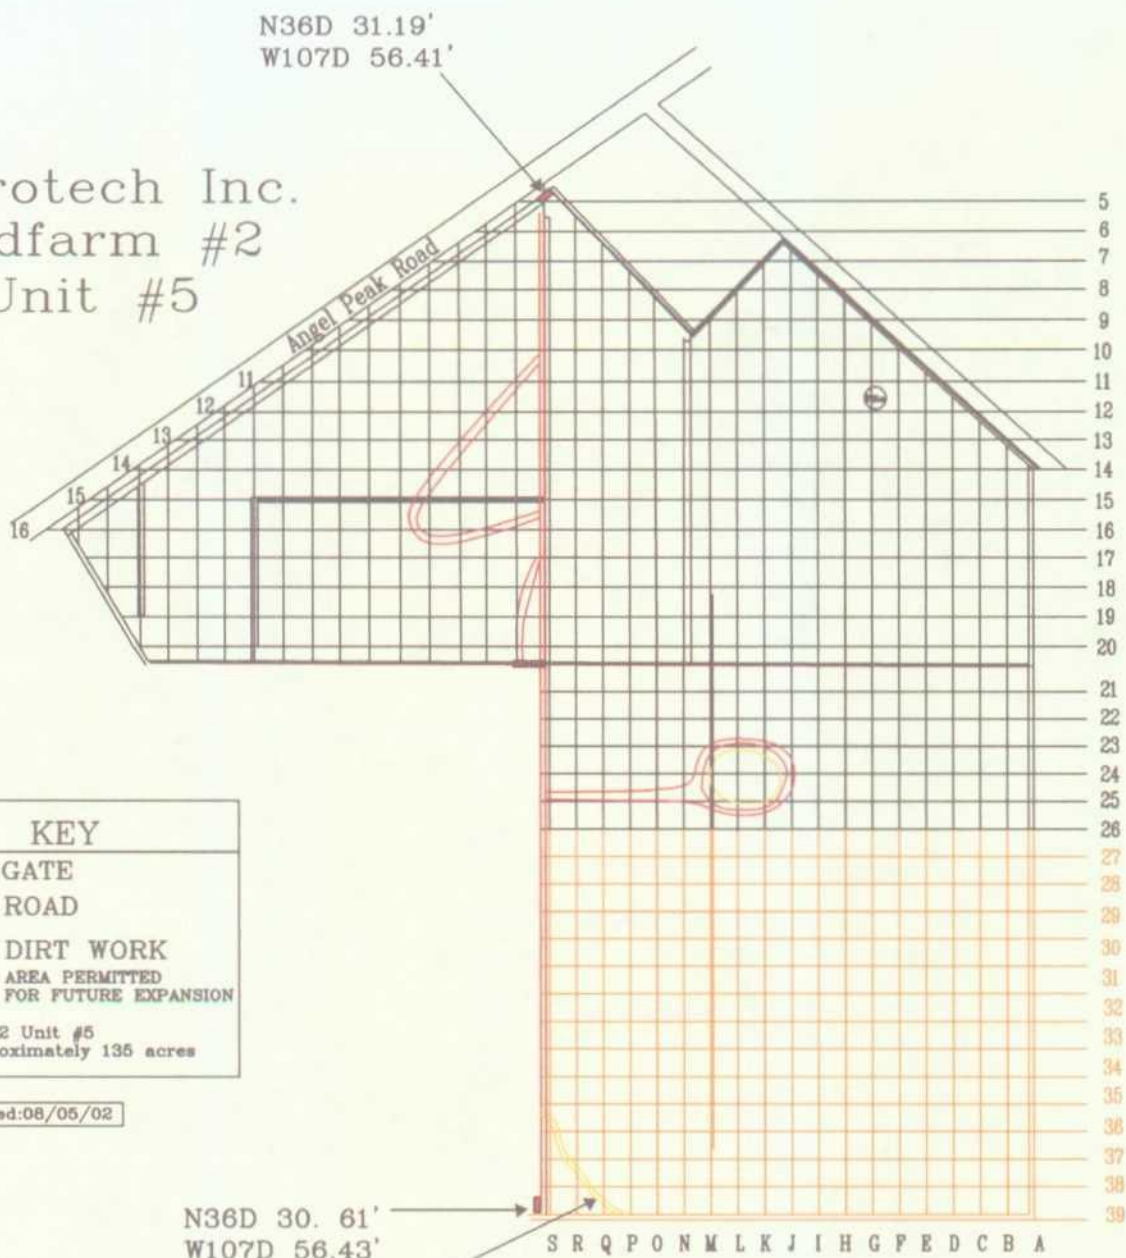 N36D 31.19'
W107D 56.41'
rotech Inc.
dfarm #2
Unit #5
Angel Peak Road
11
12
13
14
15
16
5
6
7
8
9
10
11
12
13
14
15
16
17
18
19
20
21
22
23
24
25
26
27
28
29
30
31
32
33
34
35
36
37
38
39
KEY
GATE
ROAD
DIRT WORK
AREA PERMITTED
FOR FUTURE EXPANSION
2 Unit #5
oximately 135 acres
ed:08/05/02
N36D 30. 61'
W107D 56.43'
S R Q P O N M L K J I H G F E D C B A